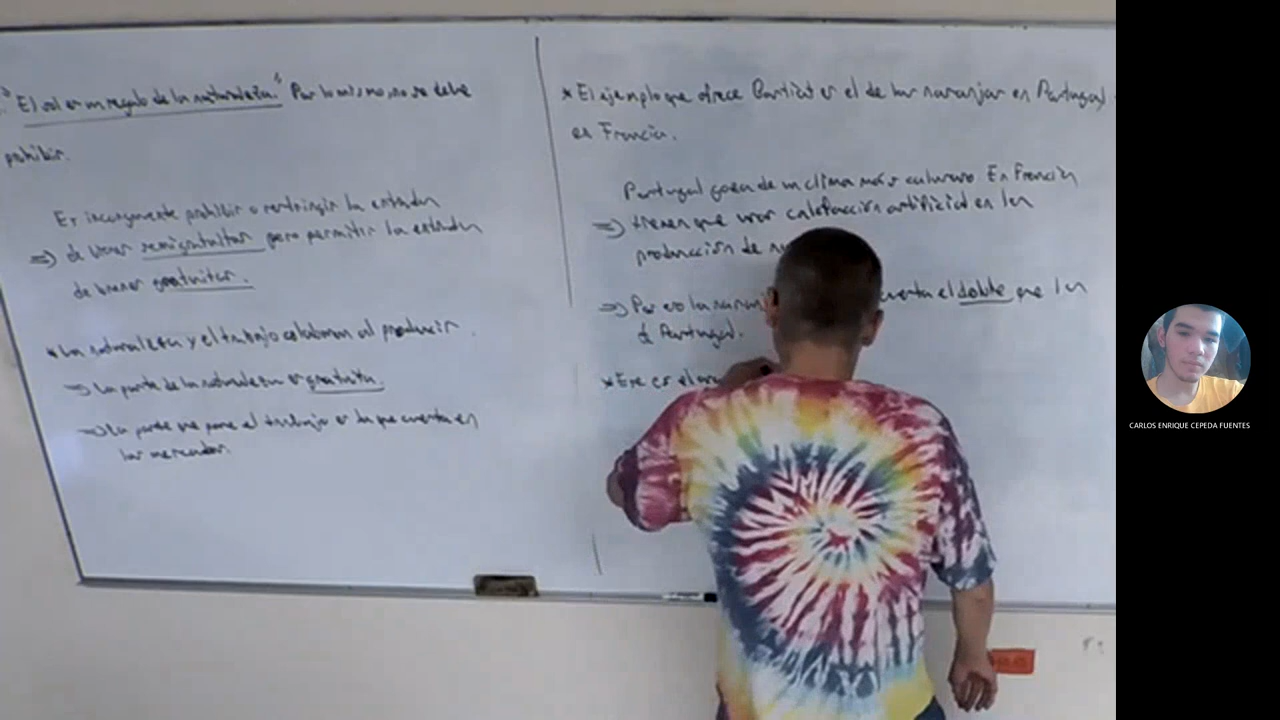 "El sol es un regalo de la naturaleza." Por lo mismo, no se debe
prohibir.
Es incongruente prohibir o restringir la entrada
=> de bienes semigratuitos pero permitir la entrada
de bienes gratuitos.
* La naturaleza y el trabajo colaboran al producir.
=> La parte de la naturaleza es gratuita.
=> La parte que pone el trabajo es la que cuenta en
los mercados.
* El ejemplo que ofrece Bastiat es el de las naranjas en Portugal
en Francia.
Portugal goza de un clima más caluroso. En Francia
=> tienen que usar calefacción artificial en la
producción de
=> Por eso la cuesta el doble que la
de Portugal.
* Ese es el
CARLOS ENRIQUE CEPEDA FUENTES